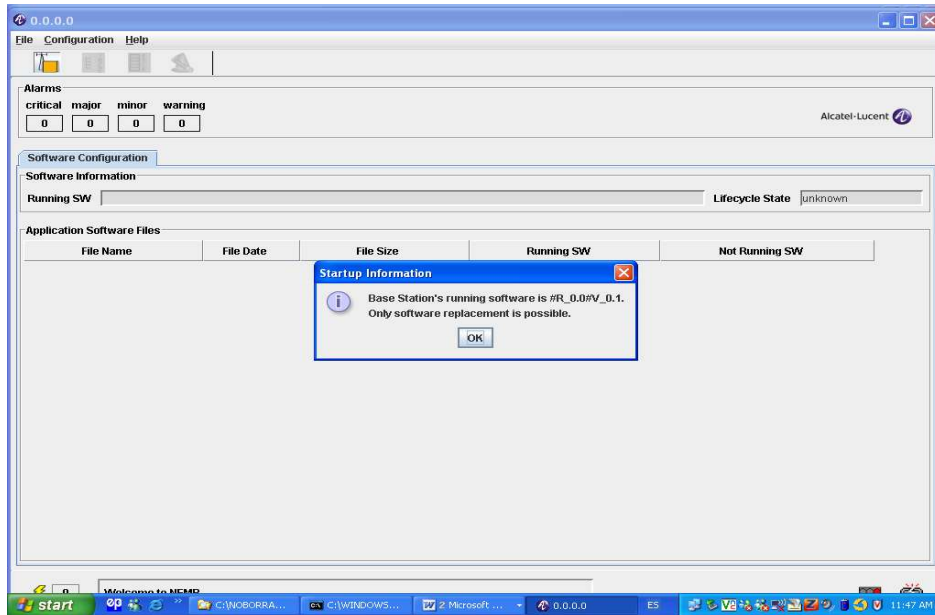 0.0.0.0
File Configuration Help
Alarms
critical major minor warning
0 0 0 0
Alcatel-Lucent
Software Configuration
Software Information
Running SW
Lifecycle State unknown
Application Software Files
File Name File Date File Size Running SW Not Running SW
Startup Information
Base Station's running software is #R_0.0#V_0.1.
Only software replacement is possible.
OK
0 Welcome to NEMP
start C:\NOBORRA... C:\WINDOWS... 2 Microsoft ... 0.0.0.0 ES 11:47 AM